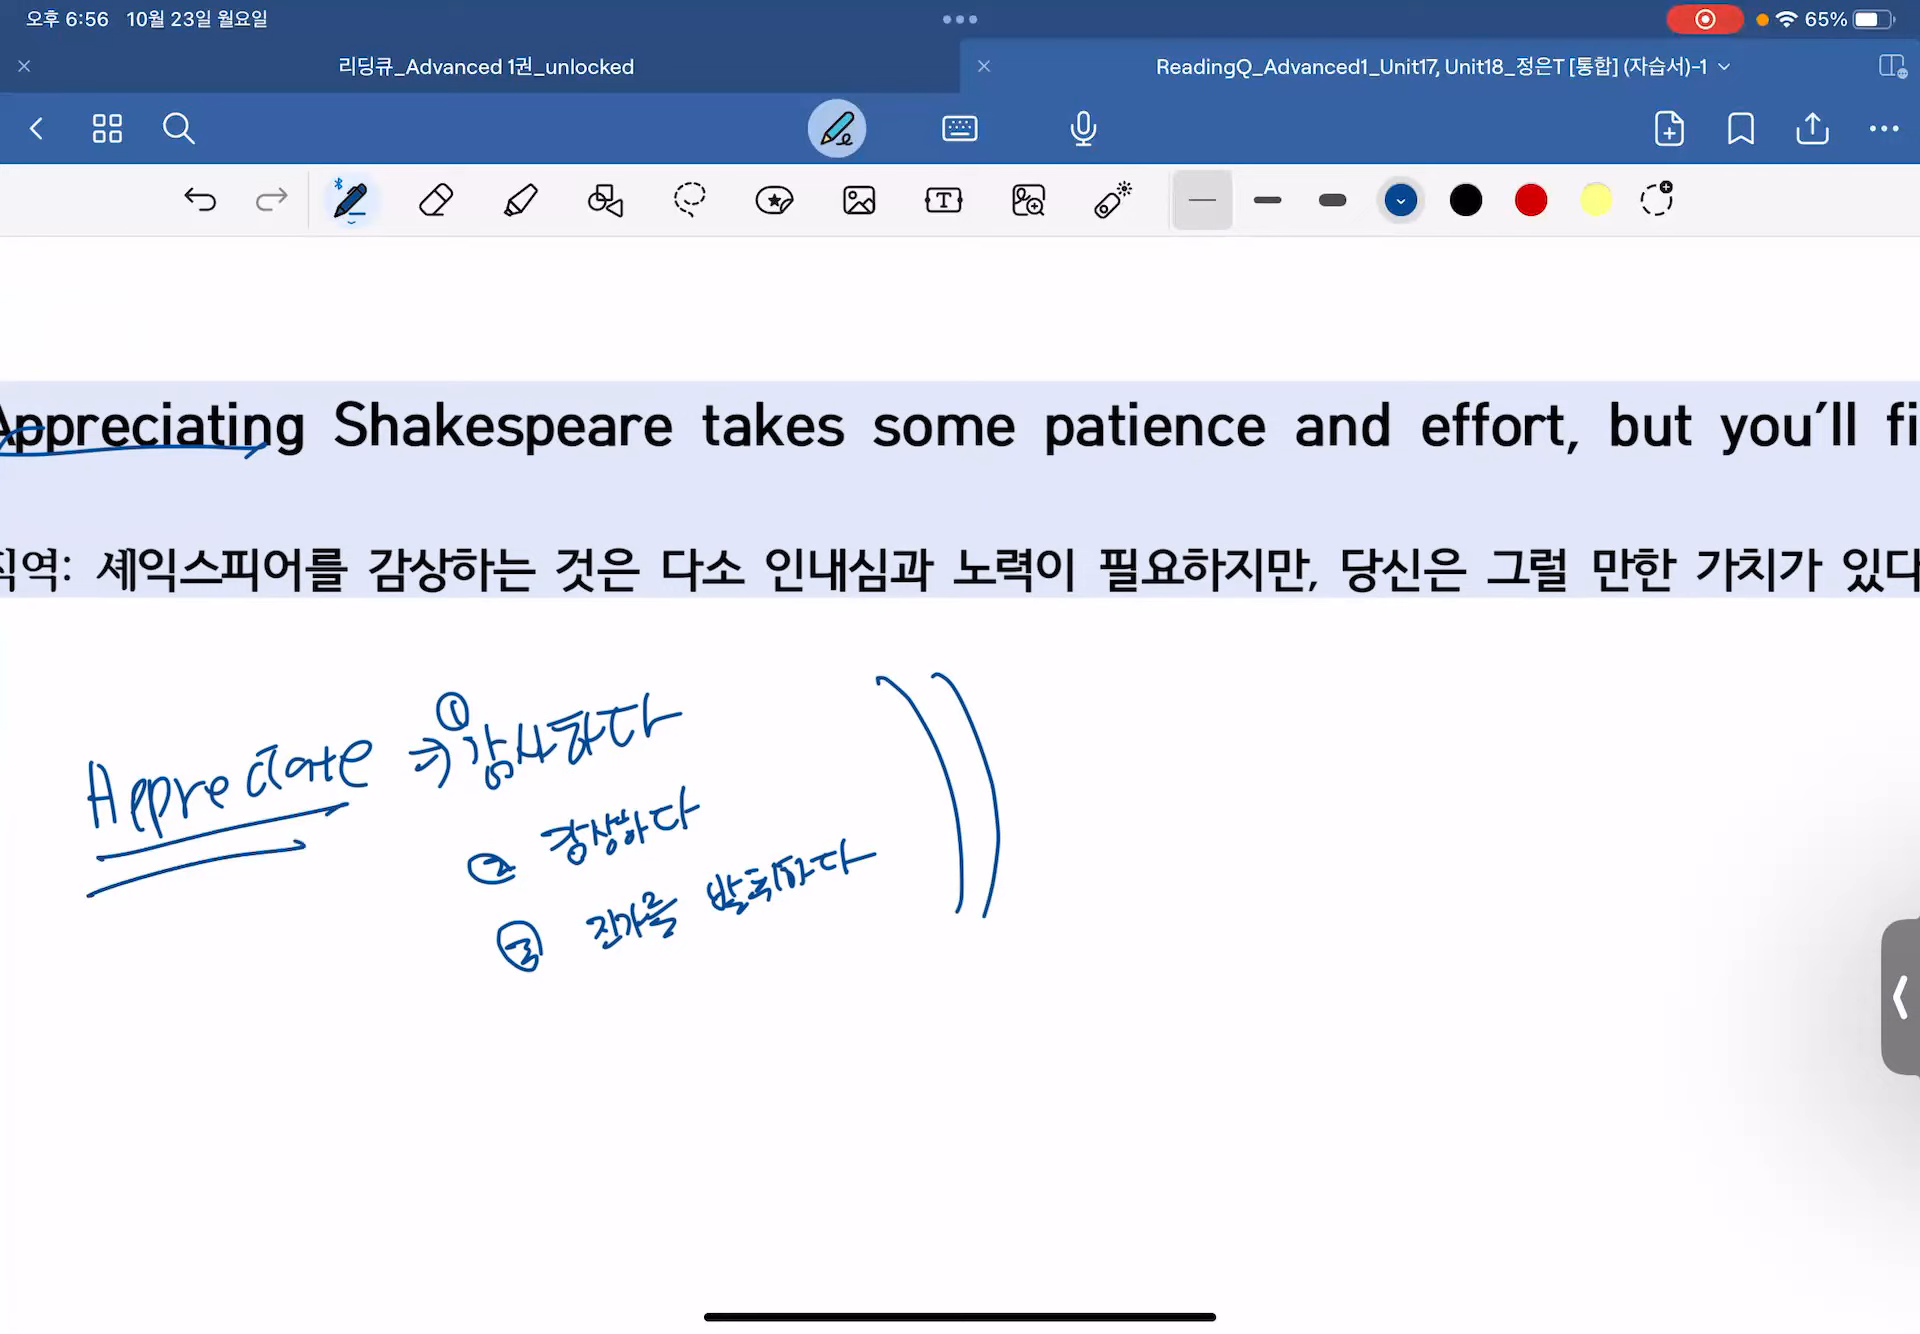 오후 6:56 10월 23일 월요일
65%
리딩큐_Advanced 1권_unlocked
ReadingQ_Advanced1_Unit17, Unit18_정은T [통합] (자습서)-1
Appreciating Shakespeare takes some patience and effort, but you'll fi
직역: 셰익스피어를 감상하는 것은 다소 인내심과 노력이 필요하지만, 당신은 그럴 만한 가치가 있다
Appreciate ⇒ ① 감사하다
② 감상하다
③ 진가를 발휘하다